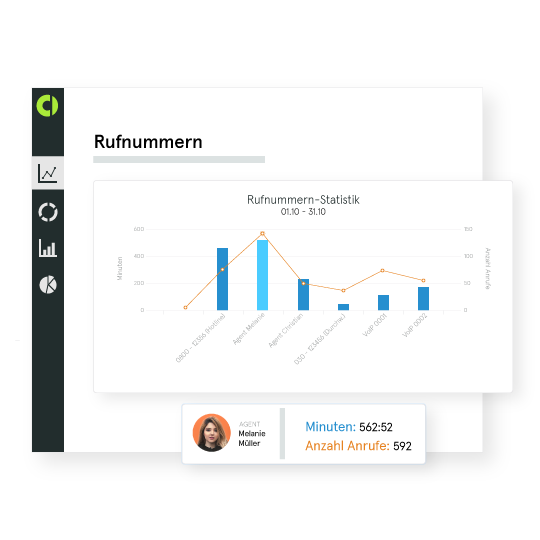 Rufnummern
Rufnummern-Statistik
01.10 - 31.10
600
400
200
0
Minuten
150
100
50
0
Anzahl Anrufe
0800 - 12356 (Hotline)
Agent Melanie
Agent Christian
030 - 123456 (Durchw.)
VoIP 0001
VoIP 0002
AGENT
Melanie
Müller
Minuten: 562:52
Anzahl Anrufe: 592